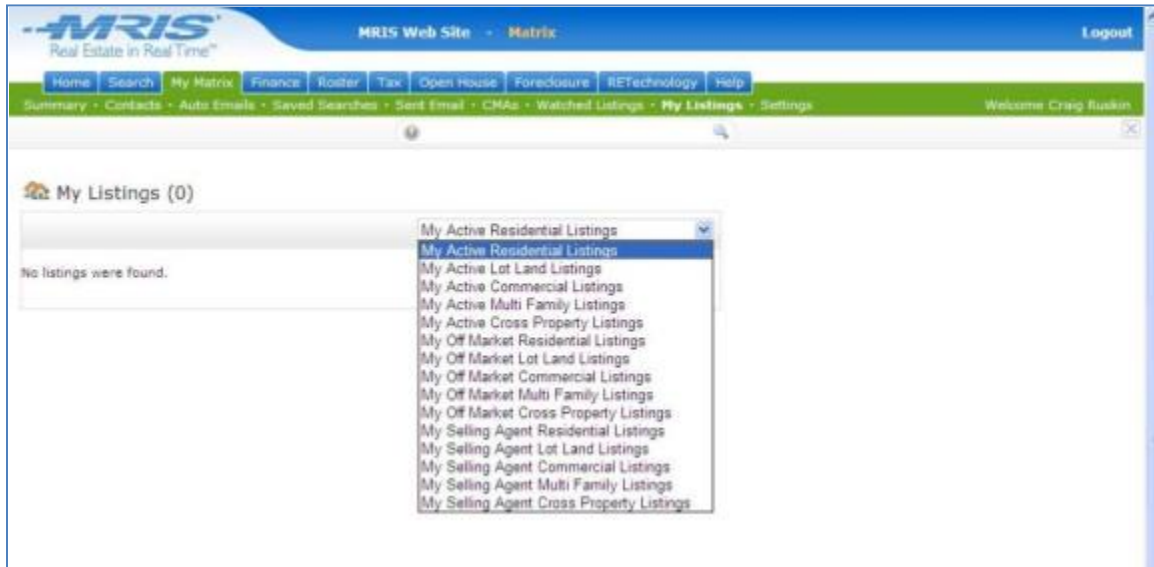 MRIS
Real Estate in Real Time™
MRIS Web Site - Matrix
Logout
Home Search My Matrix Finance Roster Tax Open House Foreclosure RETechnology Help
Summary · Contacts · Auto Emails · Saved Searches · Sent Email · CMAs · Watched Listings · My Listings · Settings
Welcome Craig Ruskin
My Listings (0)
My Active Residential Listings
My Active Residential Listings
No listings were found.
My Active Lot Land Listings
My Active Commercial Listings
My Active Multi Family Listings
My Active Cross Property Listings
My Off Market Residential Listings
My Off Market Lot Land Listings
My Off Market Commercial Listings
My Off Market Multi Family Listings
My Off Market Cross Property Listings
My Selling Agent Residential Listings
My Selling Agent Lot Land Listings
My Selling Agent Commercial Listings
My Selling Agent Multi Family Listings
My Selling Agent Cross Property Listings